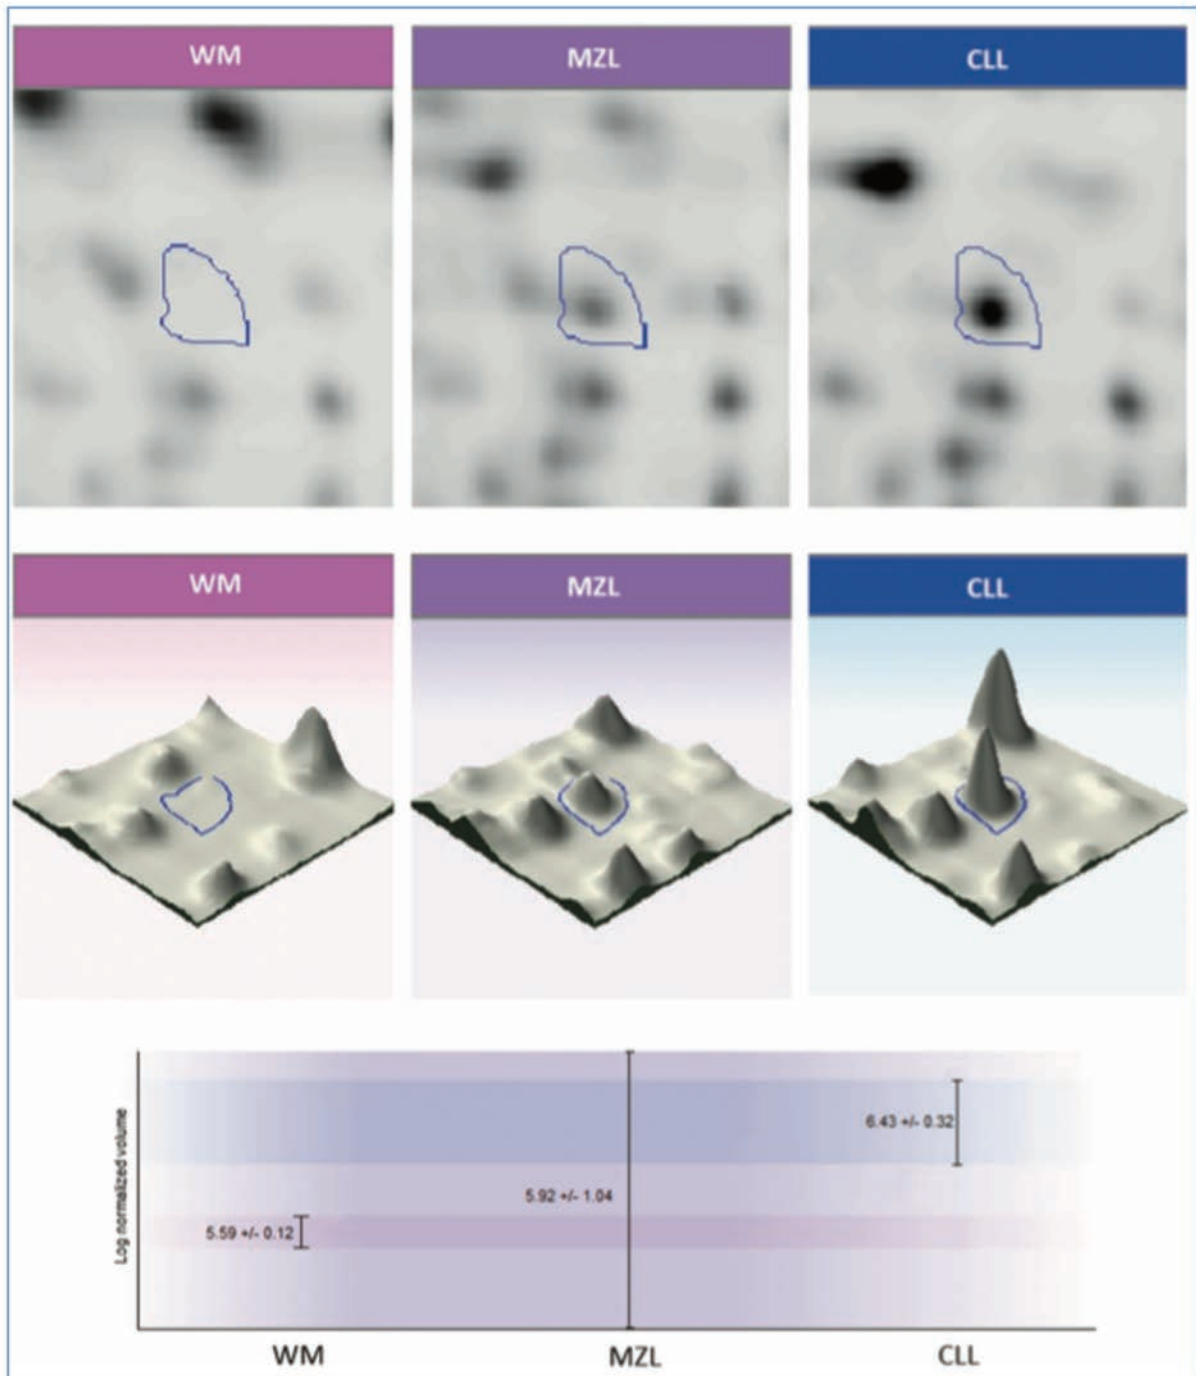 WM
MZL
CLL
WM
MZL
CLL
Log normalized volume
6.43 +/- 0.32
5.92 +/- 1.04
5.59 +/- 0.12
WM
MZL
CLL